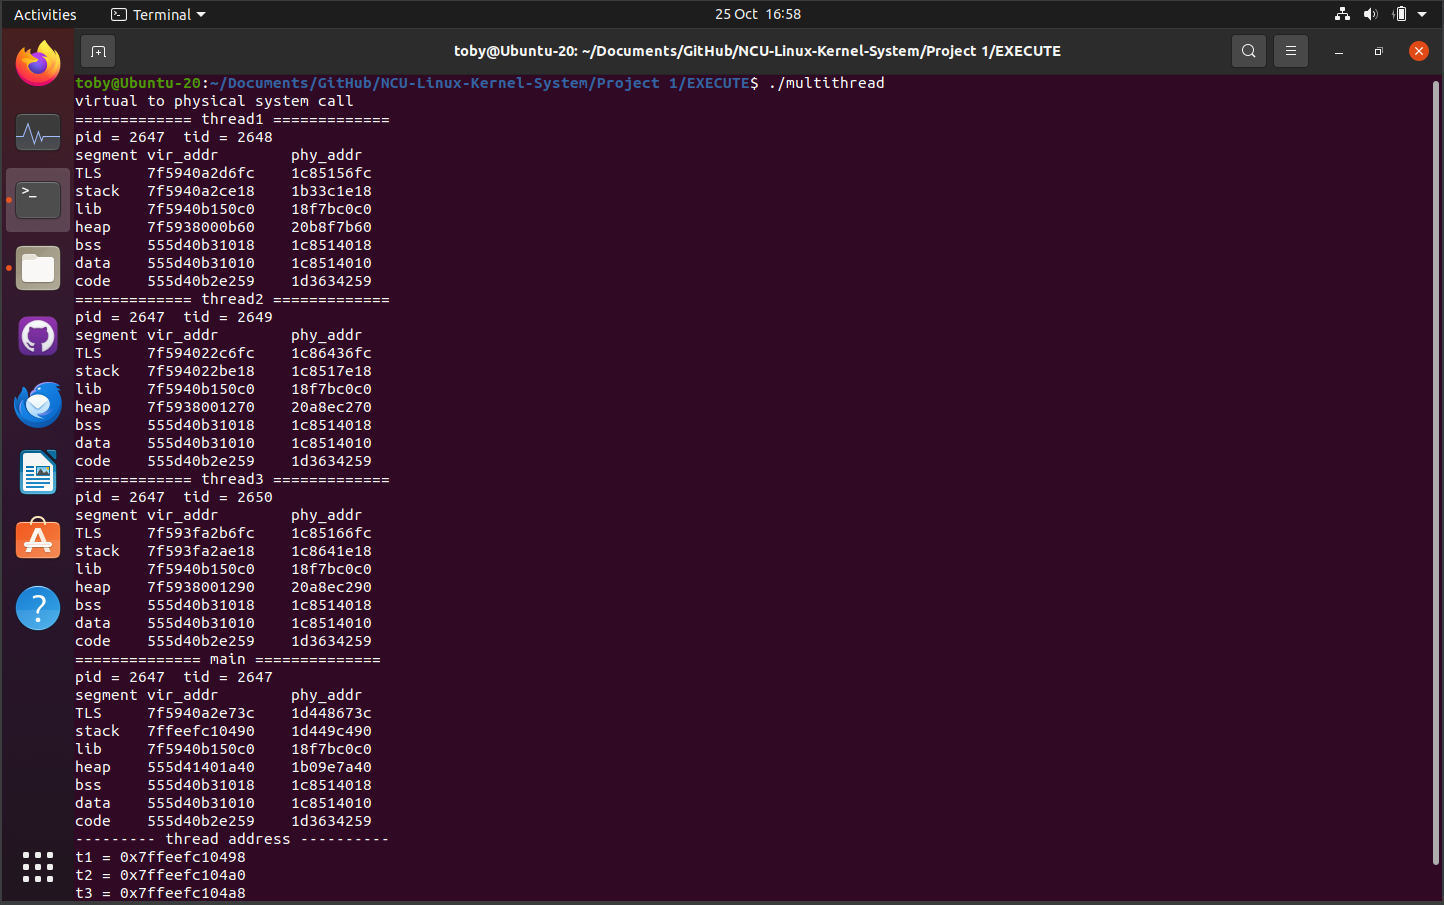 Activities Terminal 25 Oct 16:58
toby@Ubuntu-20: ~/Documents/GitHub/NCU-Linux-Kernel-System/Project 1/EXECUTE
toby@Ubuntu-20:~/Documents/GitHub/NCU-Linux-Kernel-System/Project 1/EXECUTE$ ./multithread
virtual to physical system call
============= thread1 =============
pid = 2647  tid = 2648
segment vir_addr        phy_addr
TLS     7f5940a2d6fc    1c85156fc
stack   7f5940a2ce18    1b33c1e18
lib     7f5940b150c0    18f7bc0c0
heap    7f5938000b60    20b8f7b60
bss     555d40b31018    1c8514018
data    555d40b31010    1c8514010
code    555d40b2e259    1d3634259
============= thread2 =============
pid = 2647  tid = 2649
segment vir_addr        phy_addr
TLS     7f594022c6fc    1c86436fc
stack   7f594022be18    1c8517e18
lib     7f5940b150c0    18f7bc0c0
heap    7f5938001270    20a8ec270
bss     555d40b31018    1c8514018
data    555d40b31010    1c8514010
code    555d40b2e259    1d3634259
============= thread3 =============
pid = 2647  tid = 2650
segment vir_addr        phy_addr
TLS     7f593fa2b6fc    1c85166fc
stack   7f593fa2ae18    1c8641e18
lib     7f5940b150c0    18f7bc0c0
heap    7f5938001290    20a8ec290
bss     555d40b31018    1c8514018
data    555d40b31010    1c8514010
code    555d40b2e259    1d3634259
============== main ==============
pid = 2647  tid = 2647
segment vir_addr        phy_addr
TLS     7f5940a2e73c    1d448673c
stack   7ffeefc10490    1d449c490
lib     7f5940b150c0    18f7bc0c0
heap    555d41401a40    1b09e7a40
bss     555d40b31018    1c8514018
data    555d40b31010    1c8514010
code    555d40b2e259    1d3634259
--------- thread address ----------
t1 = 0x7ffeefc10498
t2 = 0x7ffeefc104a0
t3 = 0x7ffeefc104a8